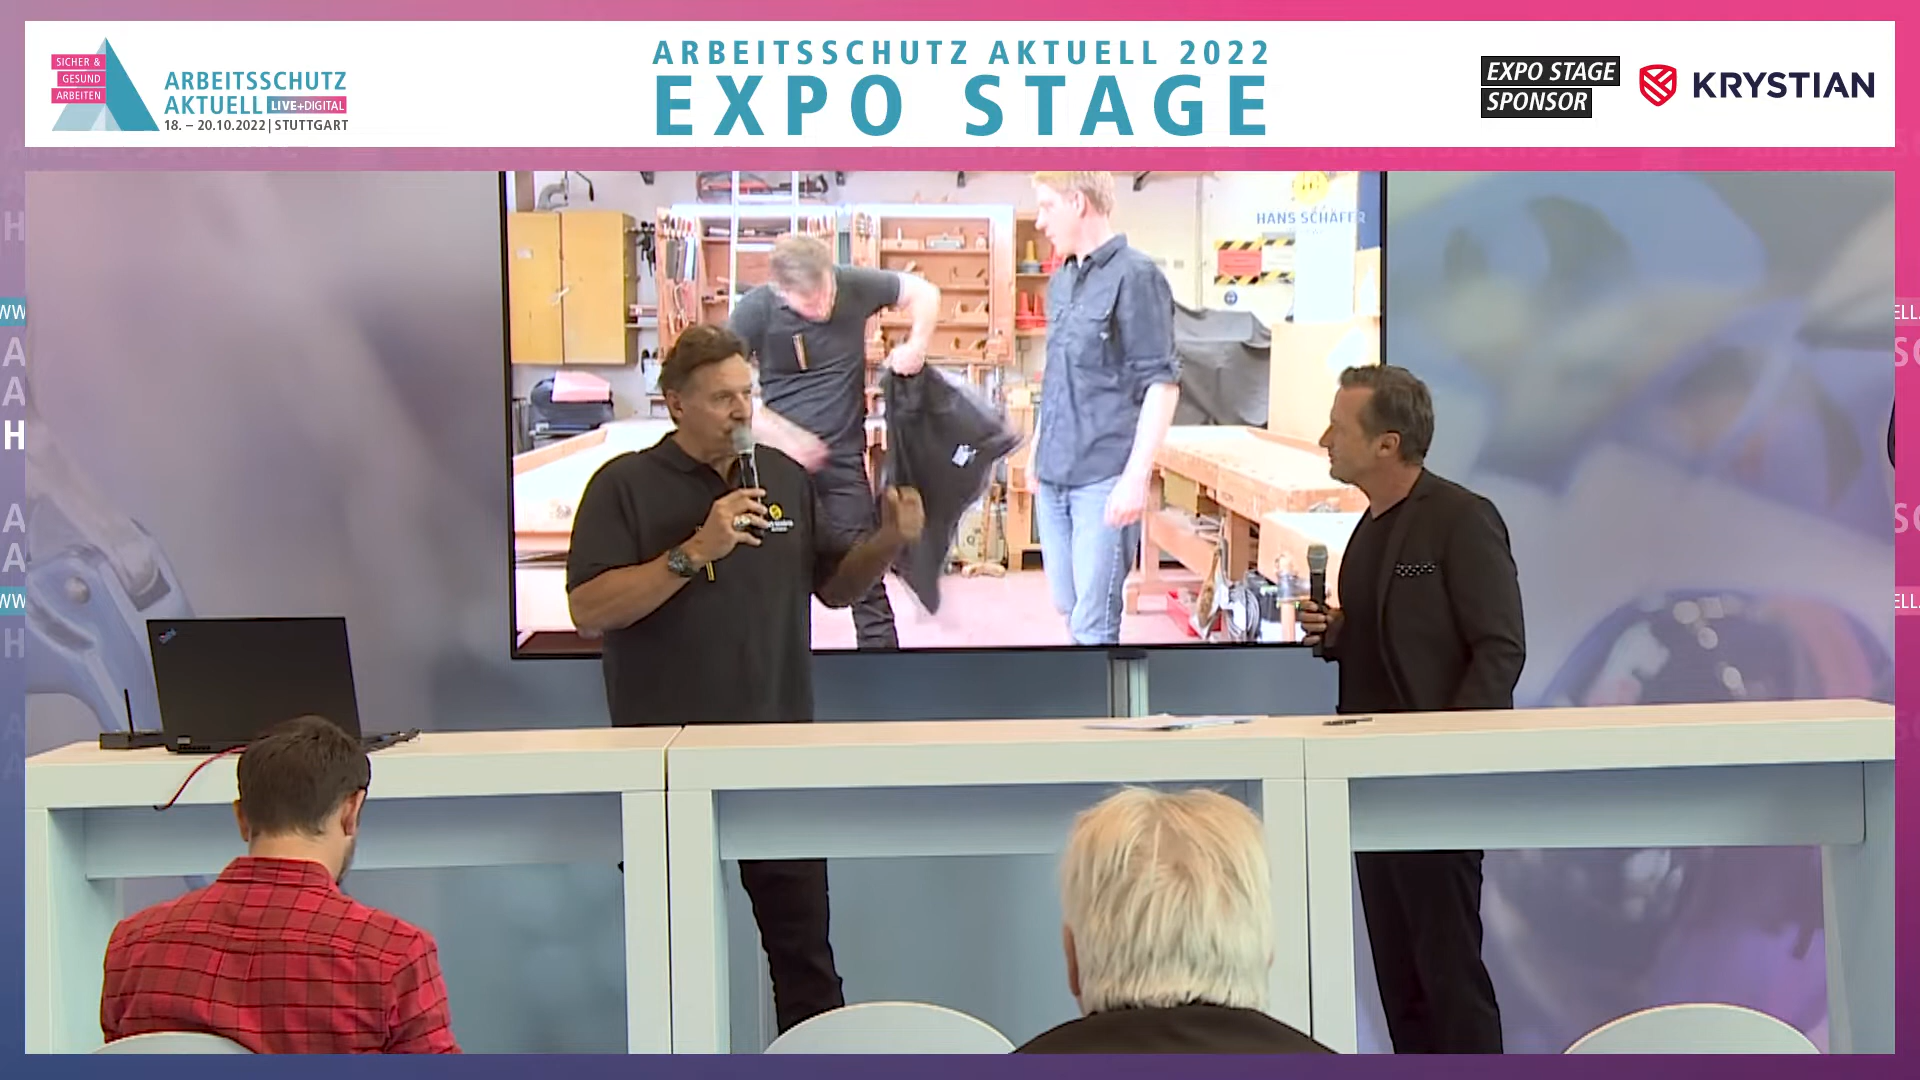 SICHER &
GESUND
ARBEITEN
ARBEITSSCHUTZ
AKTUELL LIVE+DIGITAL
18. – 20.10.2022 | STUTTGART
ARBEITSSCHUTZ AKTUELL 2022
EXPO STAGE
EXPO STAGE
SPONSOR
KRYSTIAN
HANS SCHÄFER